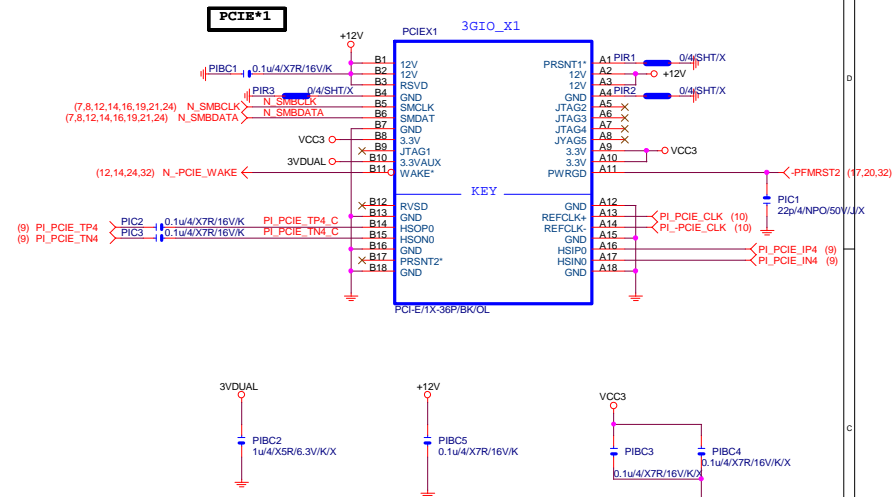 PCIE*1
3GIO_X1
+12V
PCIEX1
B1 12V PRSNT1* A1 PIR1 0/4/SHT/X
PIBC1 0.1u/4/X7R/16V/K B2 12V 12V A2 +12V
B3 RSVD 12V A3
PIR3 0/4/SHT/X B4 GND GND A4 PIR2 0/4/SHT/X
(7,8,12,14,16,19,21,24) N_SMBCLK N_SMBCLK B5 SMCLK JTAG2 A5
(7,8,12,14,16,19,21,24) N_SMBDATA N_SMBDATA B6 SMDAT JTAG3 A6
B7 GND JTAG4 A7
VCC3 B8 3.3V JYAG5 A8
B9 JTAG1 3.3V A9 VCC3
3VDUAL B10 3.3VAUX 3.3V A10
(12,14,24,32) N_-PCIE_WAKE B11 WAKE* PWRGD A11 -PFMRST2 (17,20,32)
KEY
PIC1
22p/4/NPO/50V/J/X
B12 RVSD GND A12
B13 GND REFCLK+ A13 PI_PCIE_CLK (10)
(9) PI_PCIE_TP4 PIC2 0.1u/4/X7R/16V/K PI_PCIE_TP4_C B14 HSOP0 REFCLK- A14 PI_-PCIE_CLK (10)
(9) PI_PCIE_TN4 PIC3 0.1u/4/X7R/16V/K PI_PCIE_TN4_C B15 HSON0 GND A15
B16 GND HSIP0 A16 PI_PCIE_IP4 (9)
B17 PRSNT2* HSIN0 A17 PI_PCIE_IN4 (9)
B18 GND GND A18
PCI-E/1X-36P/BK/OL
3VDUAL +12V VCC3
PIBC2 PIBC5 PIBC3 PIBC4
1u/4/X5R/6.3V/K/X 0.1u/4/X7R/16V/K 0.1u/4/X7R/16V/K/X 0.1u/4/X7R/16V/K/X
D
C